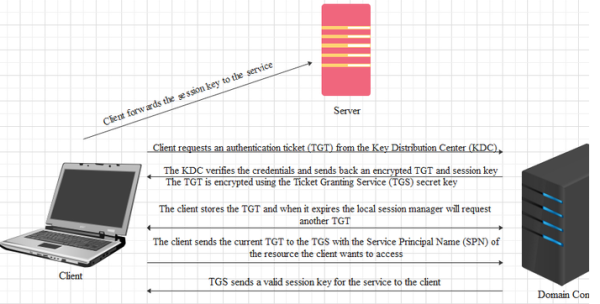 Server
Client forwards the session key to the service
Client requests an authentication ticket (TGT) from the Key Distribution Center (KDC)
The KDC verifies the credentials and sends back an encrypted TGT and session key
The TGT is encrypted using the Ticket Granting Service (TGS) secret key
The client stores the TGT and when it expires the local session manager will request
another TGT
The client sends the current TGT to the TGS with the Service Principal Name (SPN) of
the resource the client wants to access
Client
TGS sends a valid session key for the service to the client
Domain Con